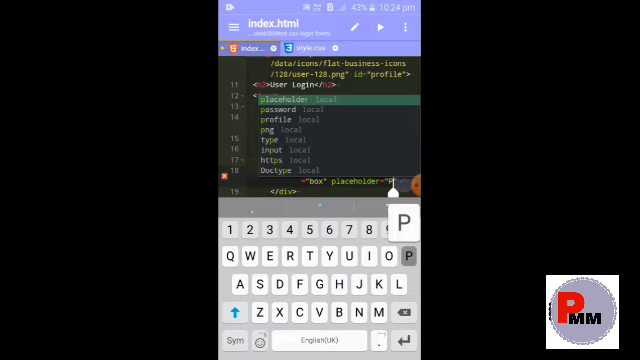 43% 10:24 pm
index.html
index...
style.css
/data/icons/flat-business-icons
/128/user-128.png" id="profile">
11 <h2>User Login</h2>
12
13
14
15
16
17
18
placeholder local
password local
profile local
png local
type local
input local
https local
Doctype local
="box" placeholder="P"
19 </div>
P
1 2 3 4 5 6 7 8
Q W E R T Y U I O P
A S D F G H J K L
Z X C V B N M
Sym English(UK) .
PMM